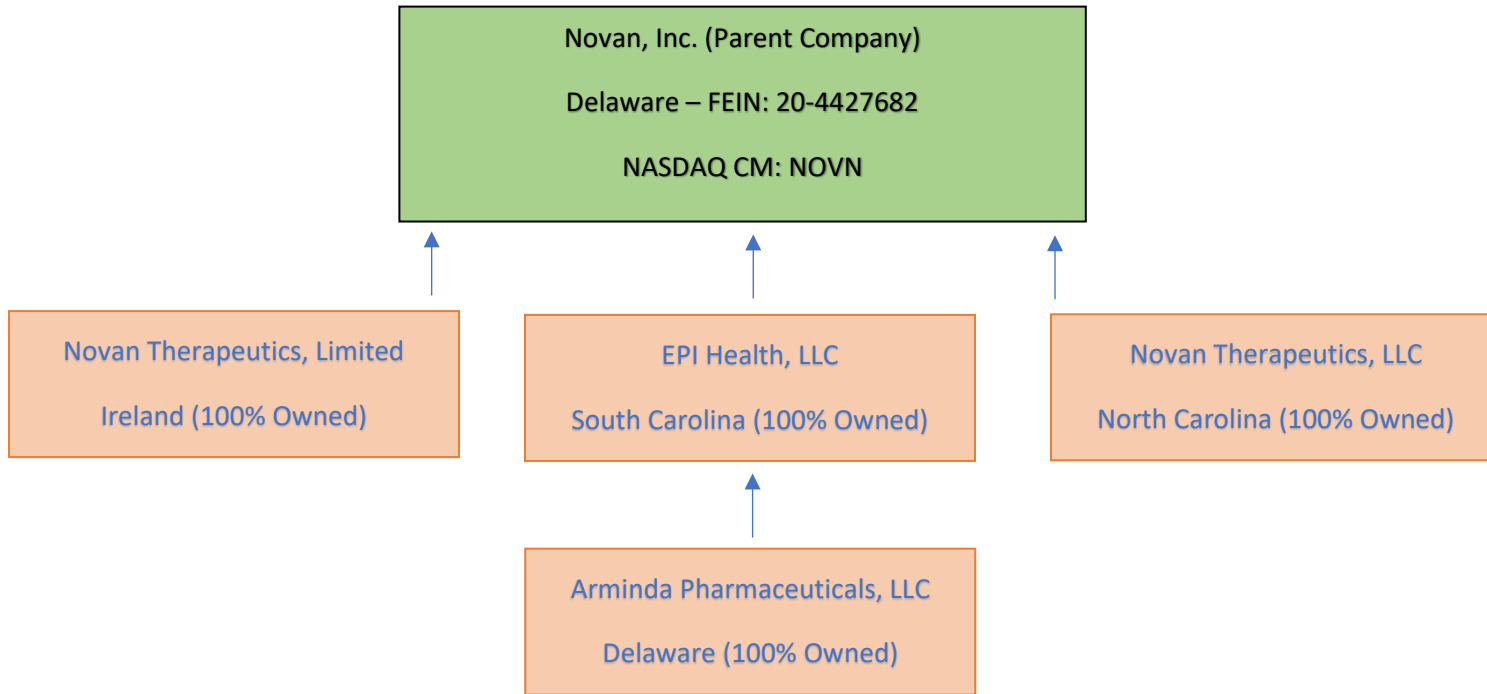 Novan, Inc. (Parent Company)
Delaware – FEIN: 20-4427682
NASDAQ CM: NOVN
Novan Therapeutics, Limited
Ireland (100% Owned)
EPI Health, LLC
South Carolina (100% Owned)
Novan Therapeutics, LLC
North Carolina (100% Owned)
Arminda Pharmaceuticals, LLC
Delaware (100% Owned)